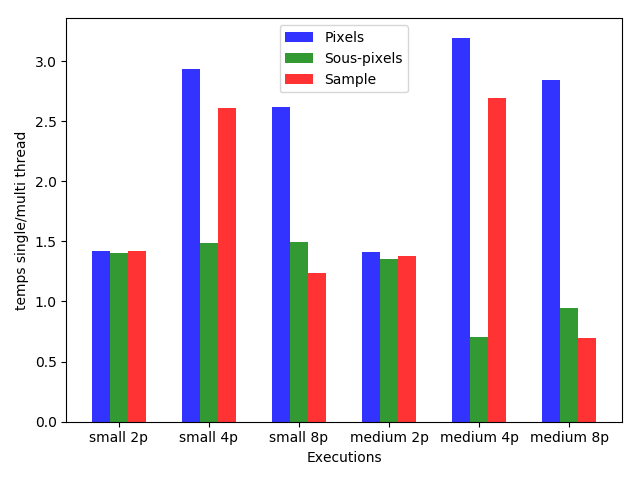 Pixels
Sous-pixels
Sample
temps single/multi thread
3.0
2.5
2.0
1.5
1.0
0.5
0.0
small 2p small 4p small 8p medium 2p medium 4p medium 8p
Executions